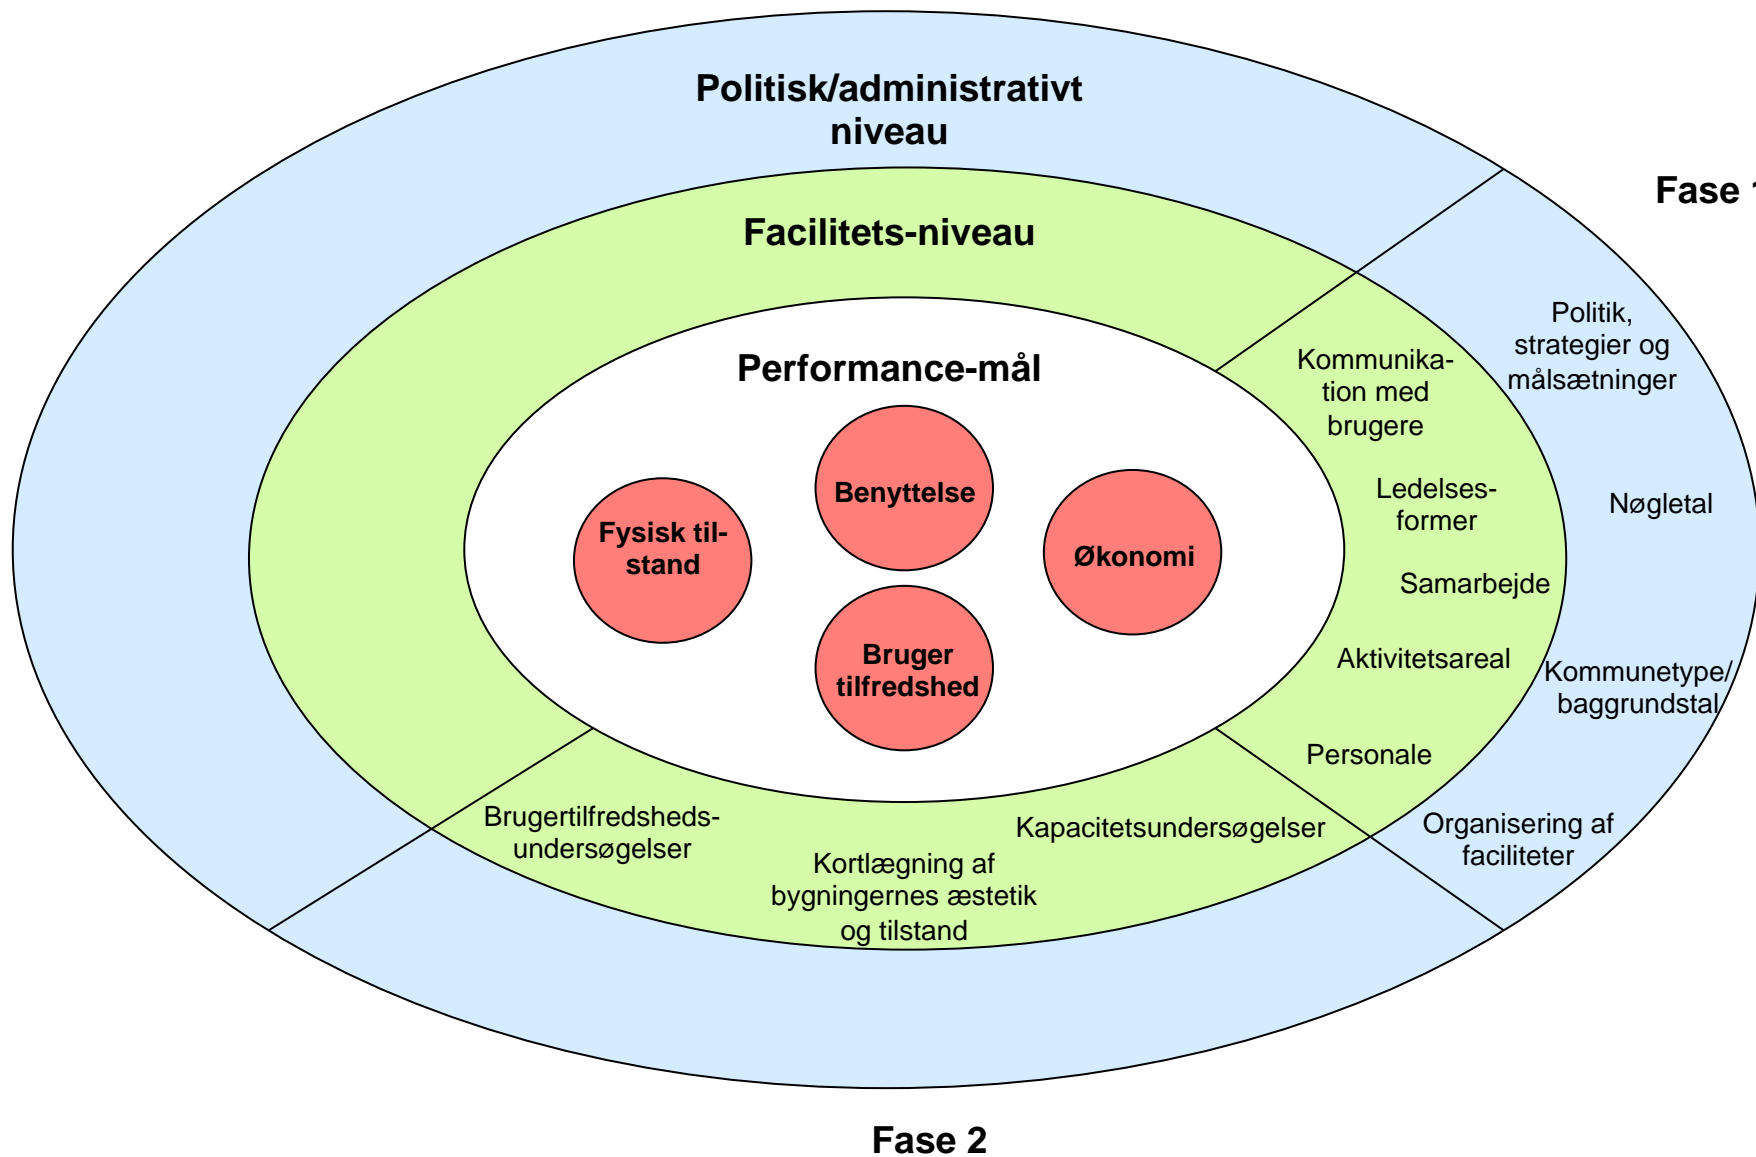 Politisk/administrativt
niveau
Fase 1
Facilitets-niveau
Performance-mål
Politik,
strategier og
målsætninger
Kommunika-
tion med
brugere
Benyttelse
Ledelses-
former
Nøgletal
Fysisk til-
stand
Økonomi
Samarbejde
Bruger
tilfredshed
Aktivitetsareal
Kommunetype/
baggrundstal
Personale
Brugertilfredsheds-
undersøgelser
Kapacitetsundersøgelser
Organisering af
faciliteter
Kortlægning af
bygningernes æstetik
og tilstand
Fase 2